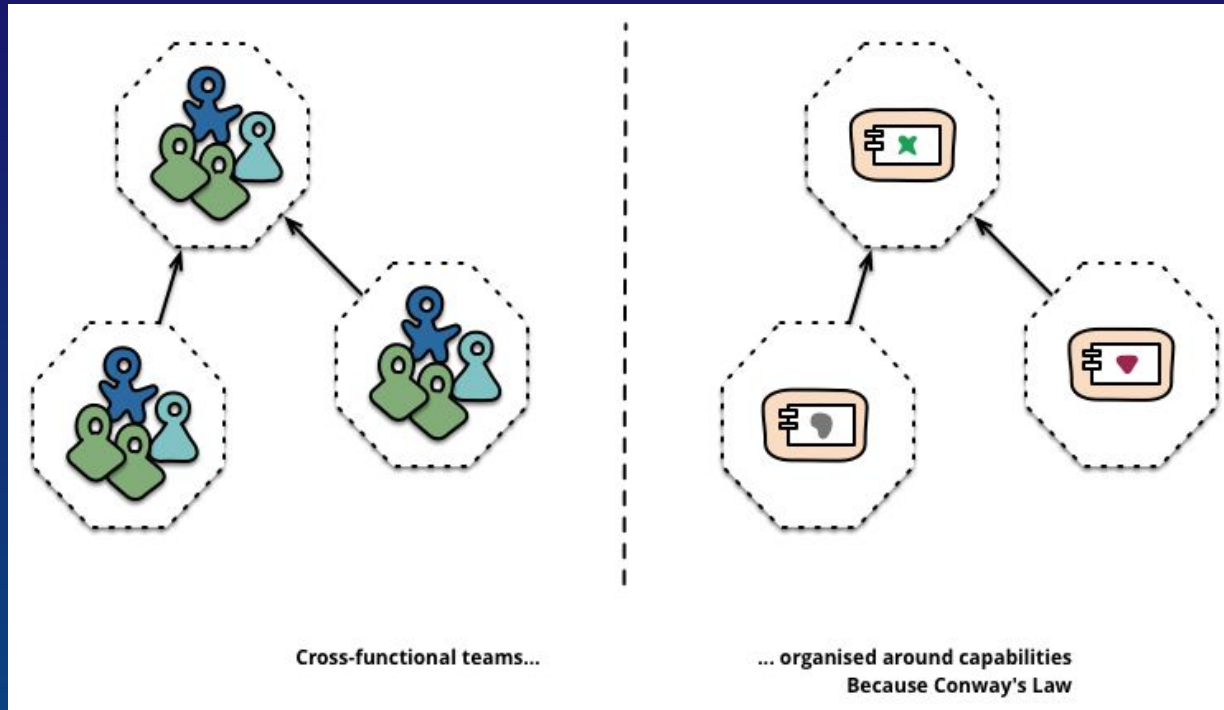 Cross-functional teams...
... organised around capabilities
Because Conway's Law